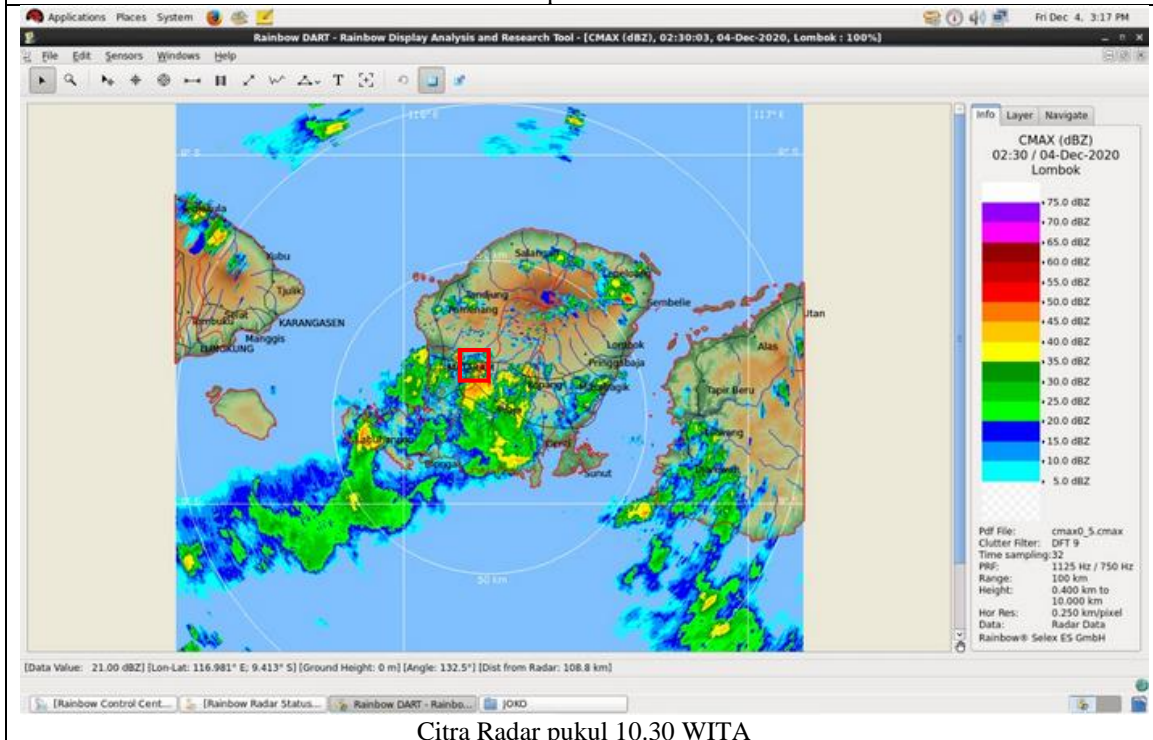 Applications Places System
Fri Dec 4, 3:17 PM
Rainbow DART - Rainbow Display Analysis and Research Tool - [CMAX (dBZ), 02:30:03, 04-Dec-2020, Lombok : 100%]
File Edit Sensors Windows Help
T
Info Layer Navigate
CMAX (dBZ)
02:30 / 04-Dec-2020
Lombok
75.0 dBZ
70.0 dBZ
65.0 dBZ
60.0 dBZ
55.0 dBZ
50.0 dBZ
45.0 dBZ
40.0 dBZ
35.0 dBZ
30.0 dBZ
25.0 dBZ
20.0 dBZ
15.0 dBZ
10.0 dBZ
5.0 dBZ
Pdf File: cmax0_5.cmax
Clutter Filter: DFT 9
Time sampling:32
PRF: 1125 Hz / 750 Hz
Range: 100 km
Height: 0.400 km to
10.000 km
Hor Res: 0.250 km/pixel
Data: Radar Data
Rainbow® Selex ES GmbH
Kubu
Tjulik
KARANGASEN
Manggis
Sembelie
Lombok
Pringgabaja
Utan
Alas
Tapir Beru
Sunut
Tandjung
Pamenang
50 km
[Data Value: 21.00 dBZ] [Lon-Lat: 116.981° E; 9.413° S] [Ground Height: 0 m] [Angle: 132.5°] [Dist from Radar: 108.8 km]
[Rainbow Control Cent... [Rainbow Radar Status... Rainbow DART - Rainbo... JOKO
Citra Radar pukul 10.30 WITA